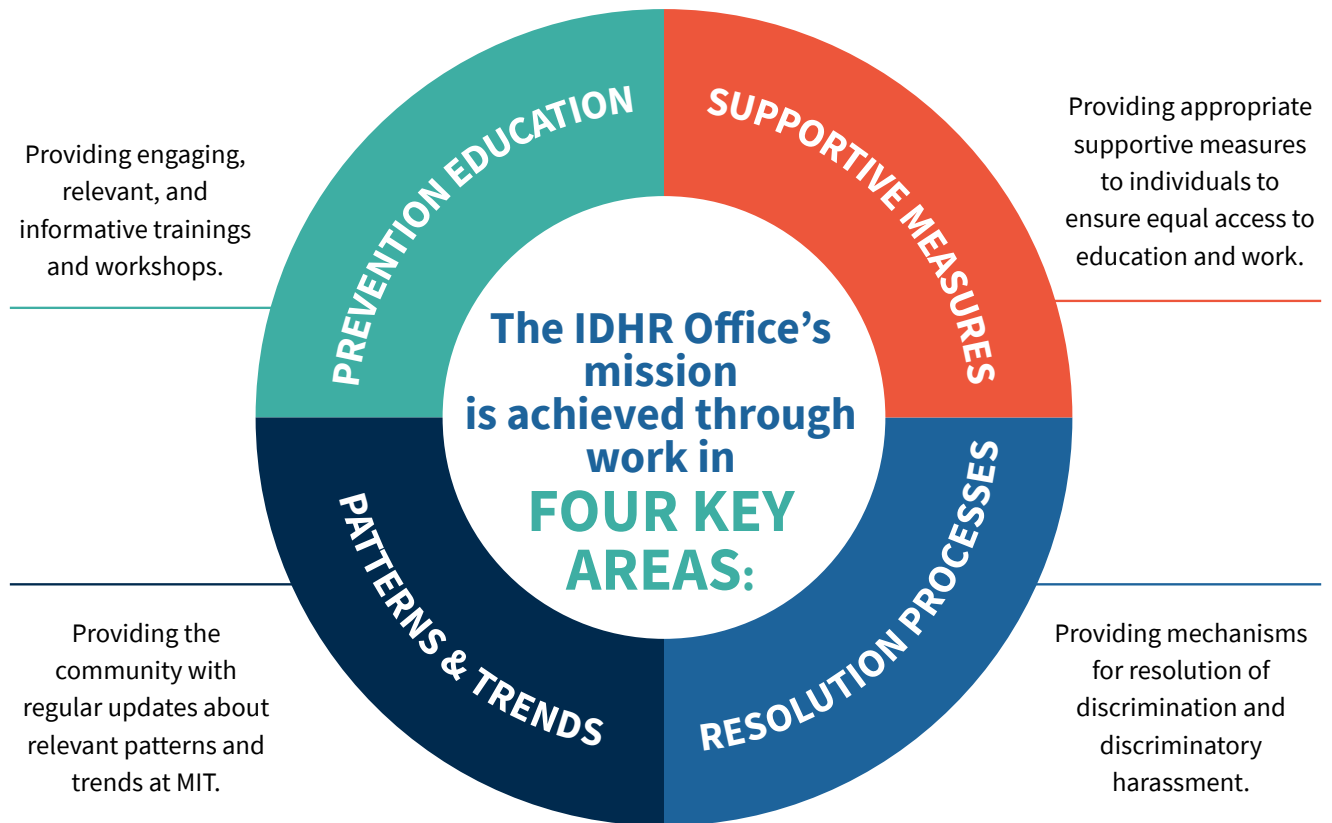 PREVENTION EDUCATION
Providing engaging,
relevant, and
informative trainings
and workshops.
SUPPORTIVE MEASURES
Providing appropriate
supportive measures
to individuals to
ensure equal access to
education and work.
The IDHR Office’s
mission
is achieved through
work in
FOUR KEY
AREAS:
PATTERNS & TRENDS
Providing the
community with
regular updates about
relevant patterns and
trends at MIT.
RESOLUTION PROCESSES
Providing mechanisms
for resolution of
discrimination and
discriminatory
harassment.